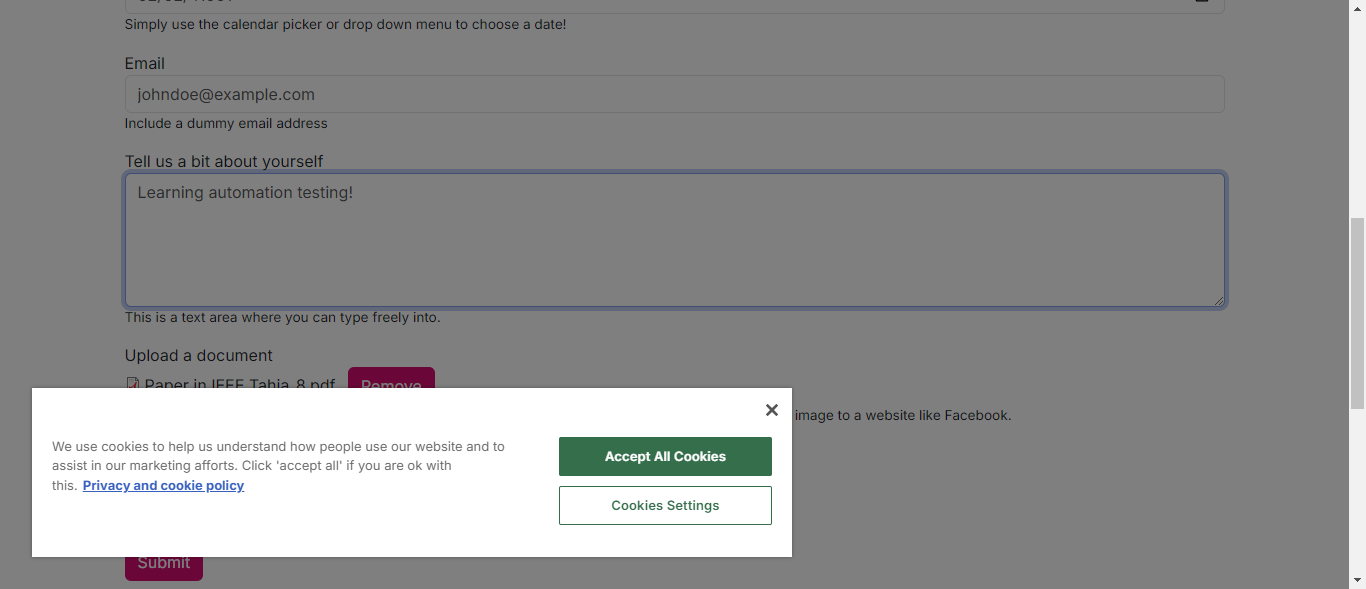 Simply use the calendar picker or drop down menu to choose a date!
Email
johndoe@example.com
Include a dummy email address
Tell us a bit about yourself
Learning automation testing!
This is a text area where you can type freely into.
Upload a document
Paper in IEEE Tahia_8.pdf
Remove
image to a website like Facebook.
We use cookies to help us understand how people use our website and to
assist in our marketing afforts. Click 'accept all' if you are ok with
this. Privacy and cookie policy
Accept All Cookies
Cookies Settings
Submit